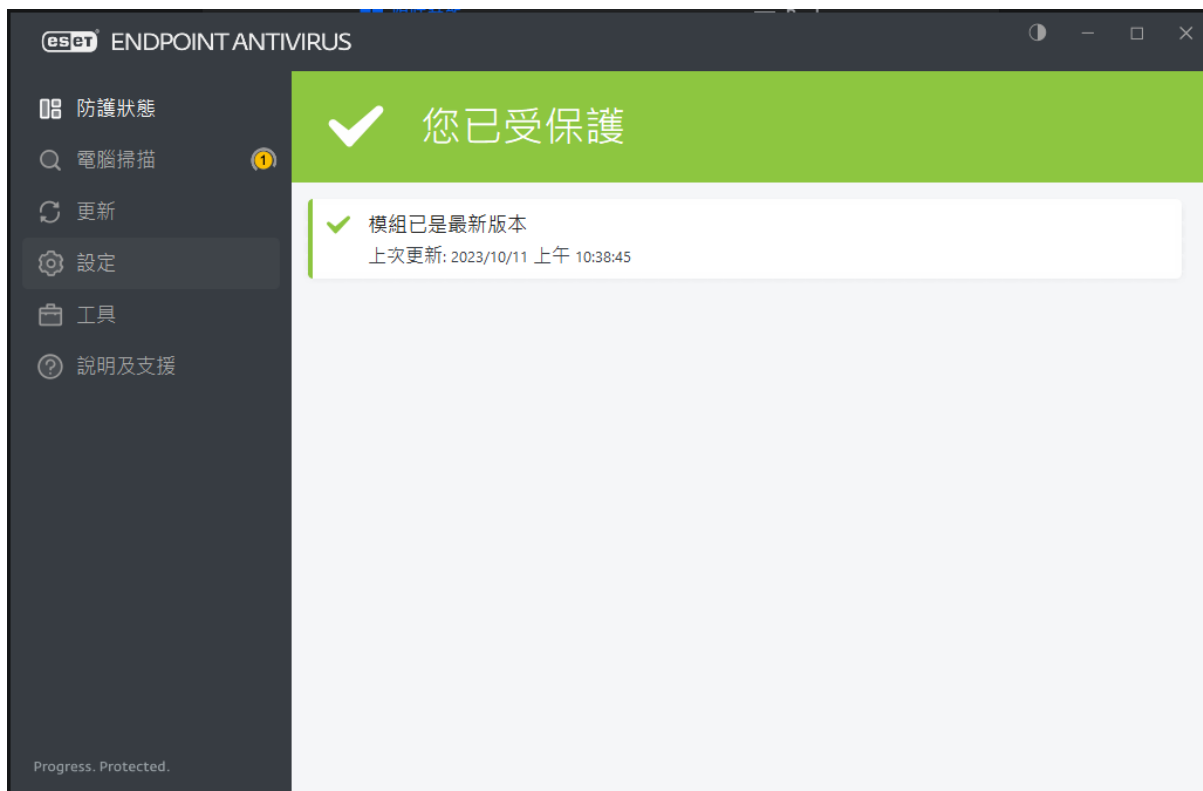 eset ENDPOINT ANTIVIRUS
防護狀態
電腦掃描
1
更新
設定
工具
說明及支援
您已受保護
模組已是最新版本
上次更新: 2023/10/11 上午 10:38:45
Progress. Protected.